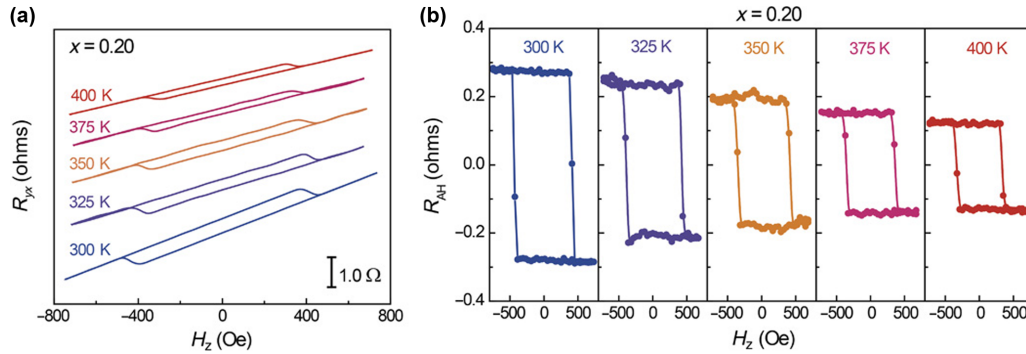 (a)
x = 0.20
400 K
375 K
350 K
325 K
300 K
1.0 Ω
R_yx (ohms)
−800 −400 0 400 800
H_z (Oe)
(b)
x = 0.20
300 K 325 K 350 K 375 K 400 K
R_AH (ohms)
0.4
0.2
0.0
−0.2
−0.4
−500 0 500 −500 0 500 −500 0 500 −500 0 500 −500 0 500
H_z (Oe)